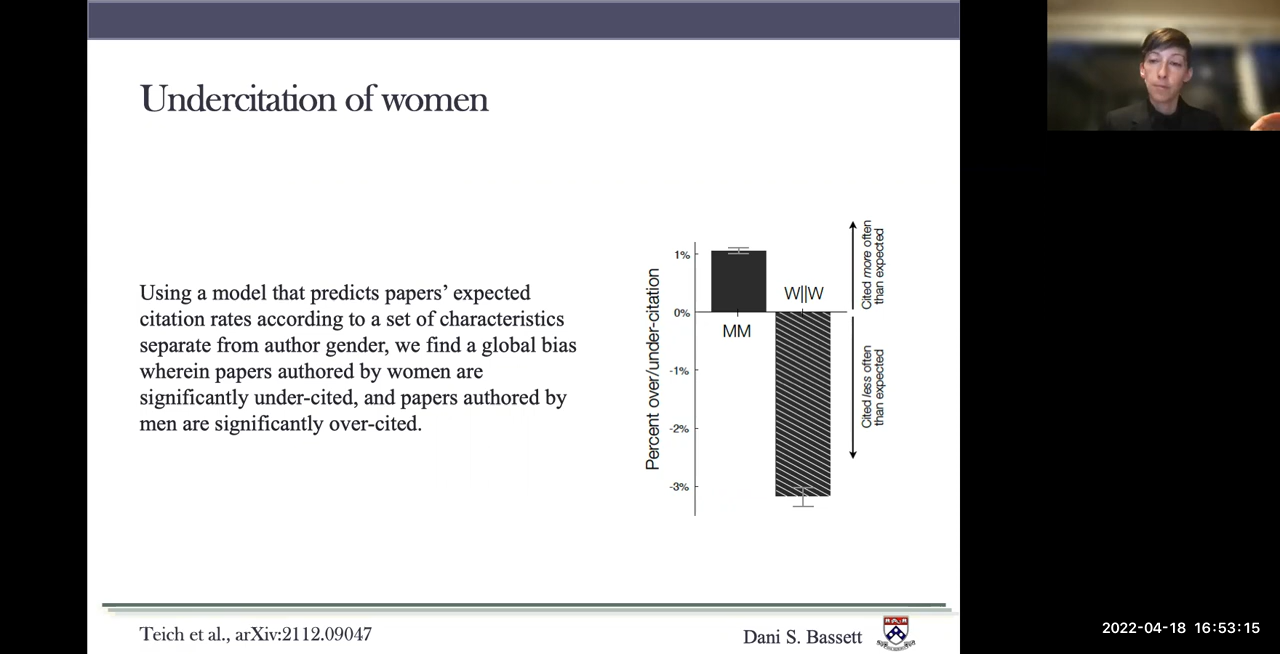 Undercitation of women
Using a model that predicts papers’ expected
citation rates according to a set of characteristics
separate from author gender, we find a global bias
wherein papers authored by women are
significantly under-cited, and papers authored by
men are significantly over-cited.
Percent over/under-citation
1%
0%
-1%
-2%
-3%
MM
W||W
Cited more often
than expected
Cited less often
than expected
Teich et al., arXiv:2112.09047
Dani S. Bassett
2022-04-18 16:53:15